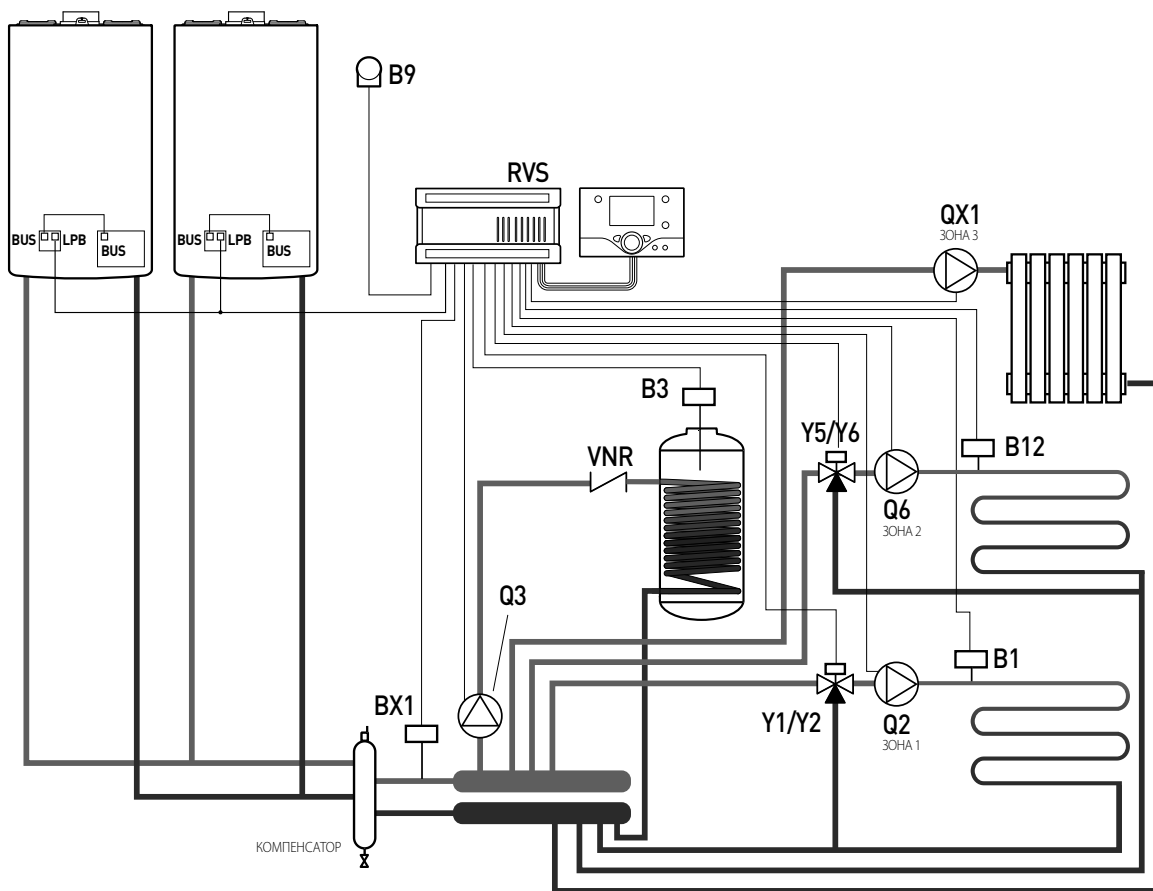 B9
RVS
QX1
ЗОНА 3
BUS
LPB
BUS
BUS
LPB
BUS
B3
Y5/Y6
B12
VNR
Q6
ЗОНА 2
Q3
B1
BX1
Y1/Y2
Q2
ЗОНА 1
КОМПЕНСАТОР